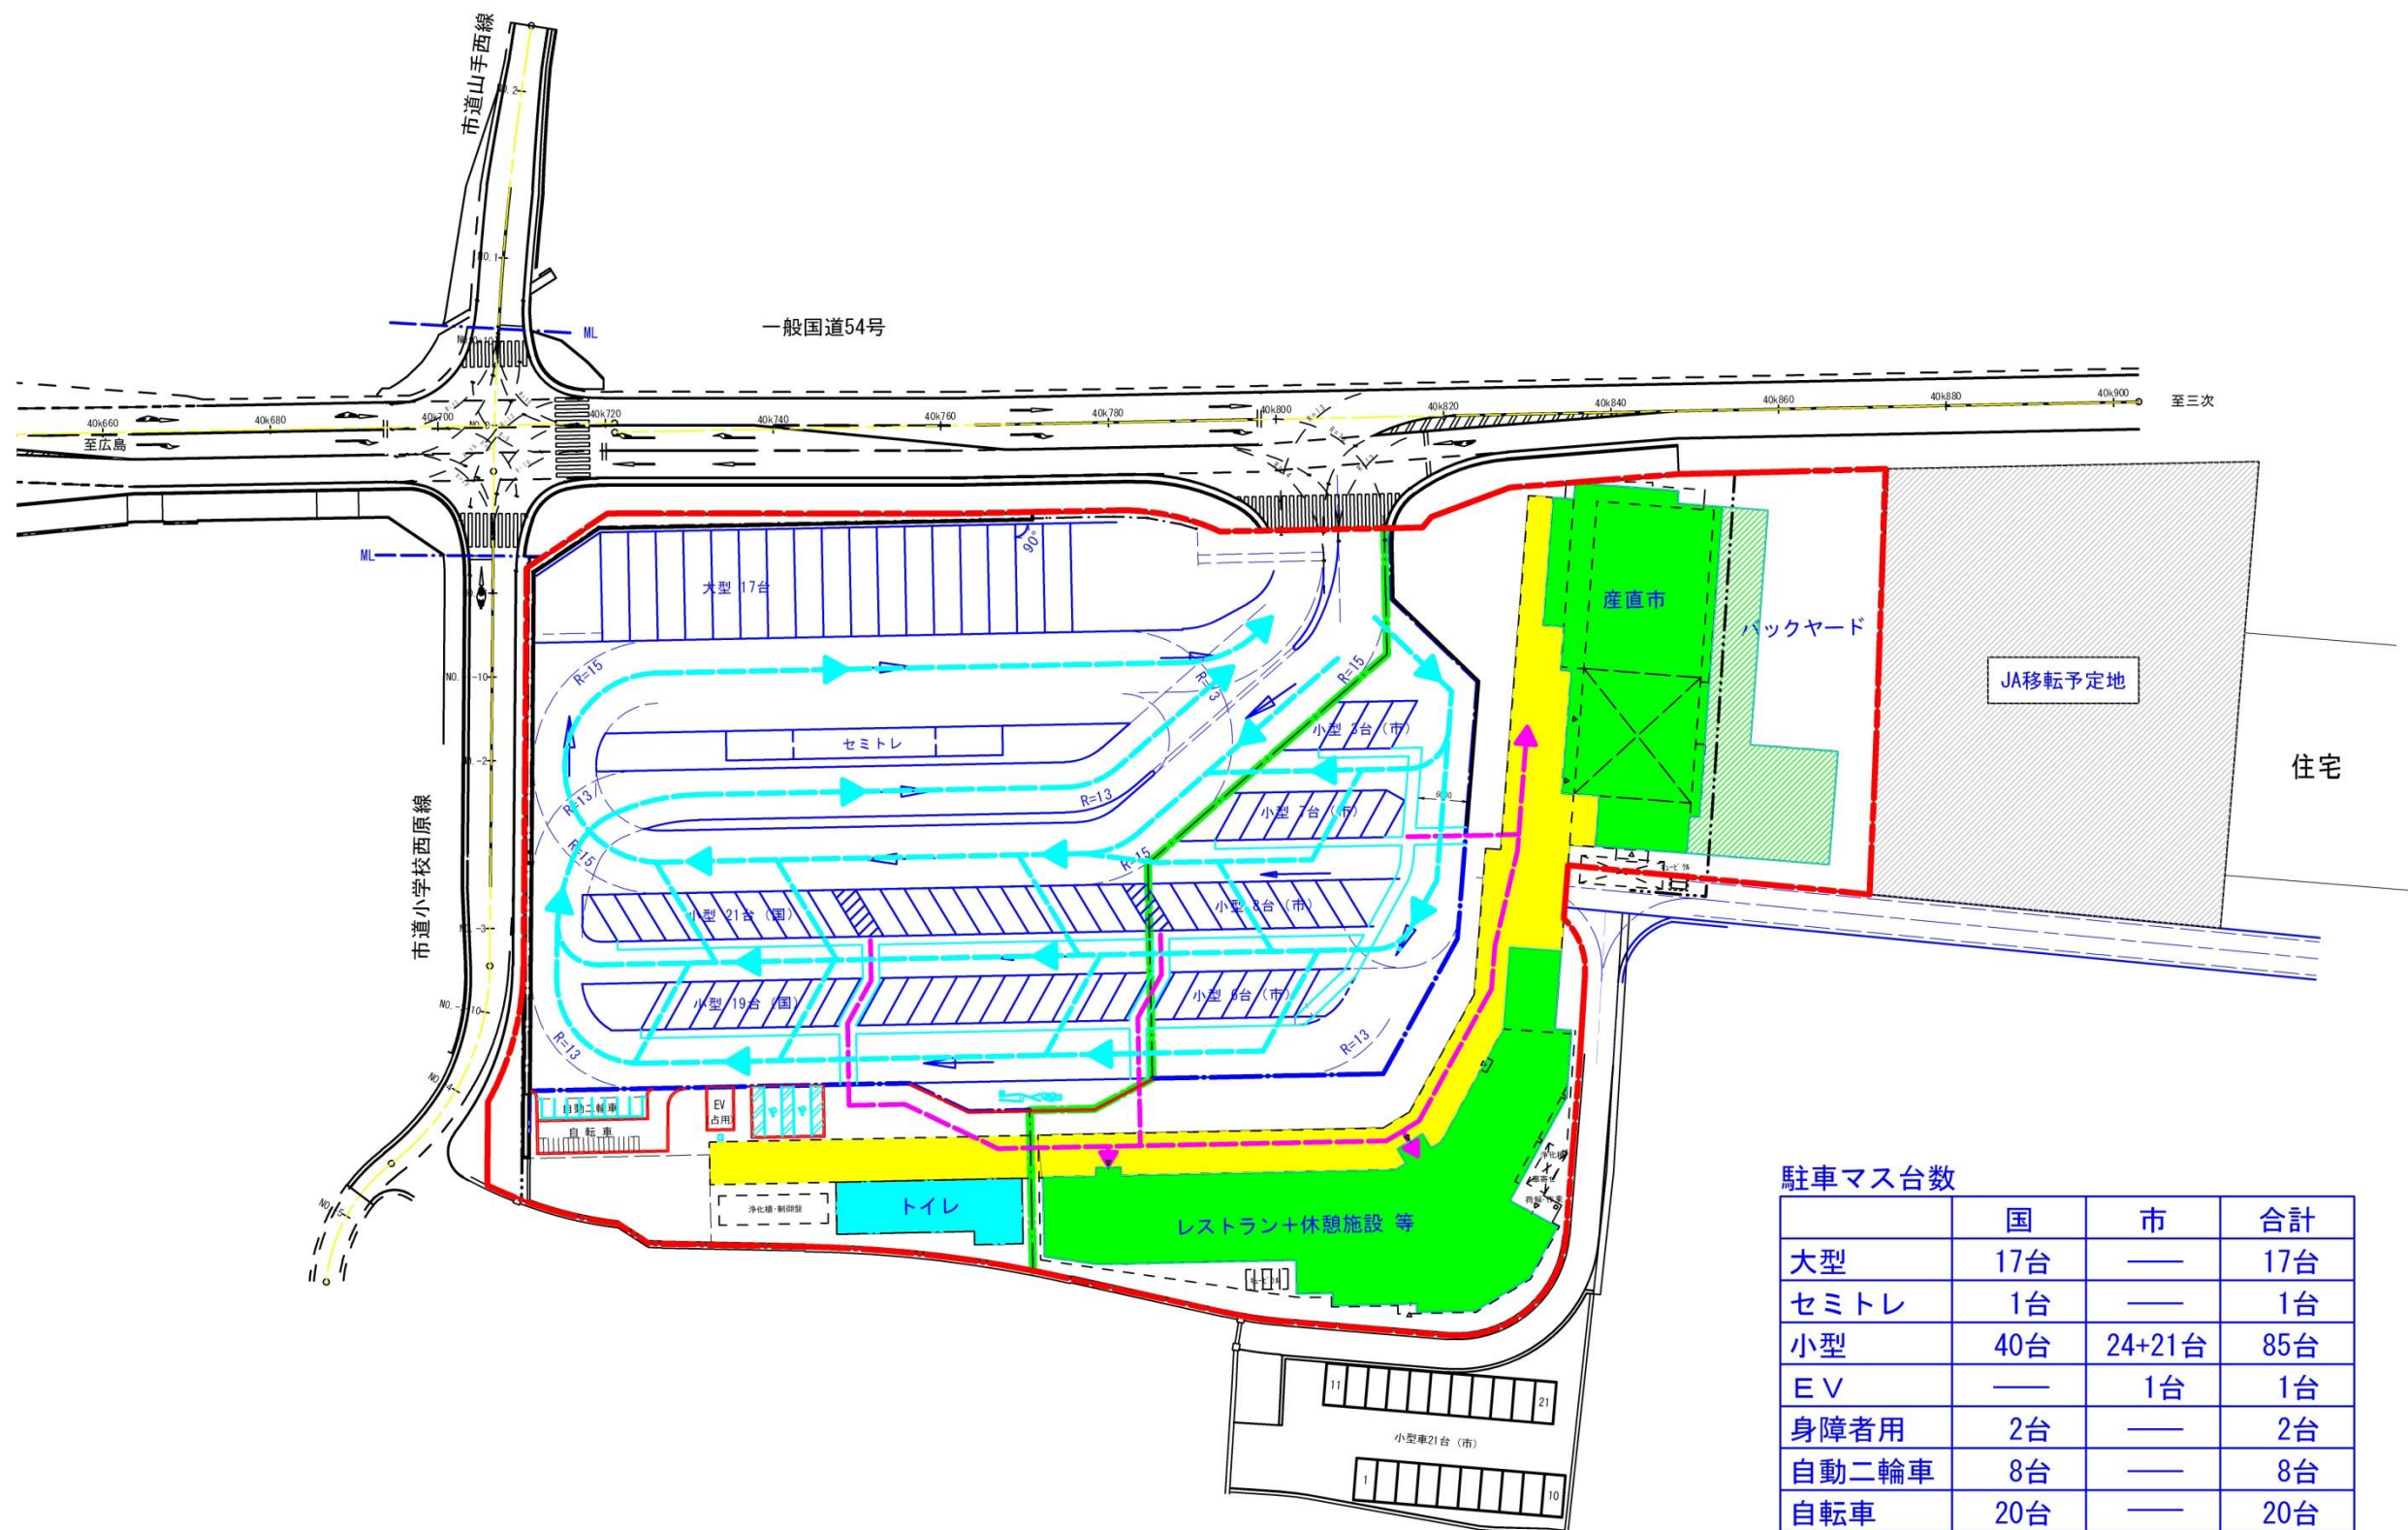 市道山手西線
NO.2
NO.1
ML
一般国道54号
至三次
40k660
40k680
40k700
40k720
40k740
40k760
40k780
40k800
40k820
40k840
40k860
40k880
40k900
至広島
R=13
ML
90°
大型 17台
産直市
バックヤード
JA移転予定地
住宅
R=15
R=15
R=13
小型 3台（市）
セミトレ
R=13
R=13
6000
小型 7台（市）
R=15
R=15
市道小学校西原線
小型 21台（国）
小型 8台（市）
小型 19台（国）
小型 6台（市）
R=13
R=13
自動二輪車
自転車
EV
占用
浄化槽・制御盤
トイレ
レストラン+休憩施設 等
11
21
小型車21台（市）
1
10
駐車マス台数
国 市 合計
大型 17台 ―― 17台
セミトレ 1台 ―― 1台
小型 40台 24+21台 85台
ＥＶ ―― 1台 1台
身障者用 2台 ―― 2台
自動二輪車 8台 ―― 8台
自転車 20台 ―― 20台